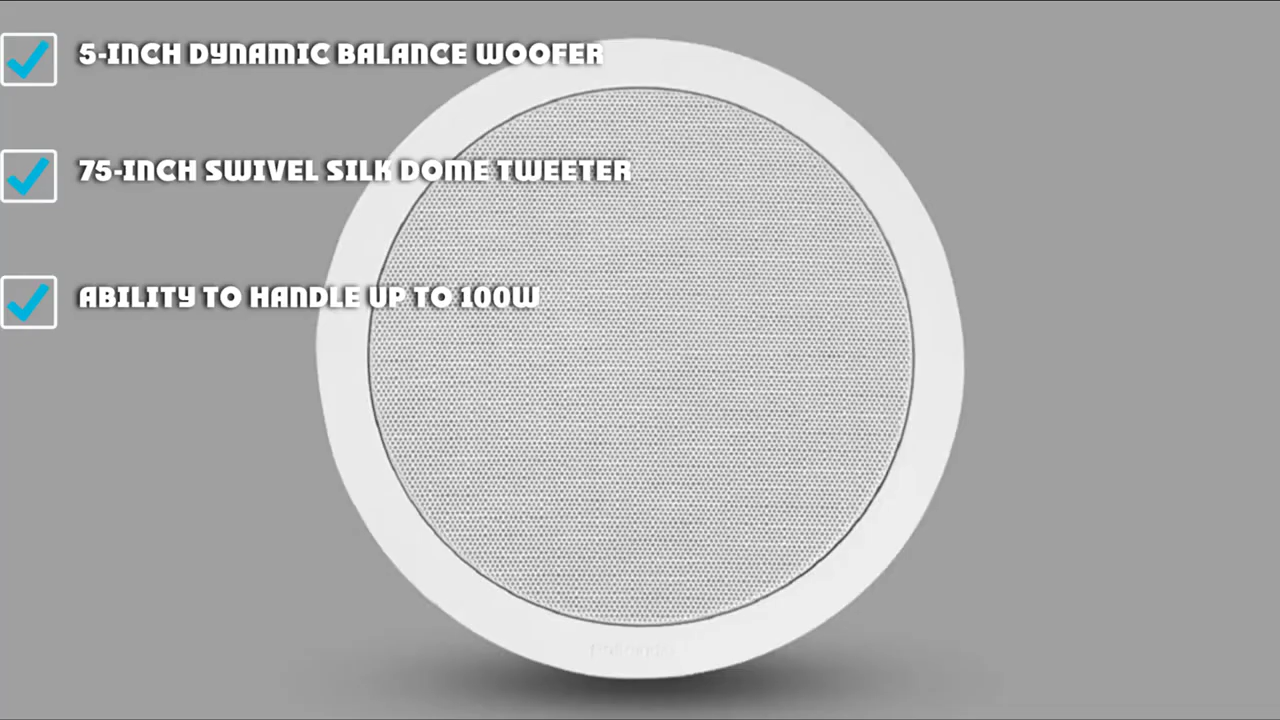 5-INCH DYNAMIC BALANCE WOOFER
75-INCH SWIVEL SILK DOME TWEETER
ABILITY TO HANDLE UP TO 100W